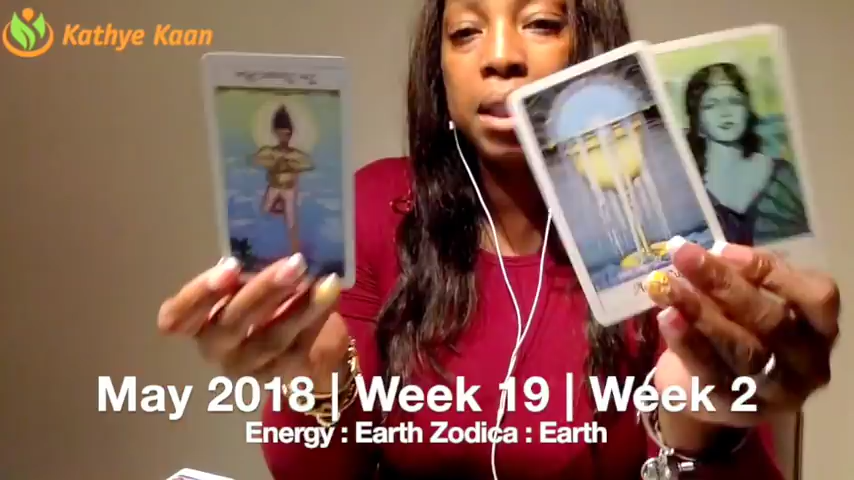 Kathye Kaan
May 2018 | Week 19 | Week 2
Energy : Earth Zodica : Earth